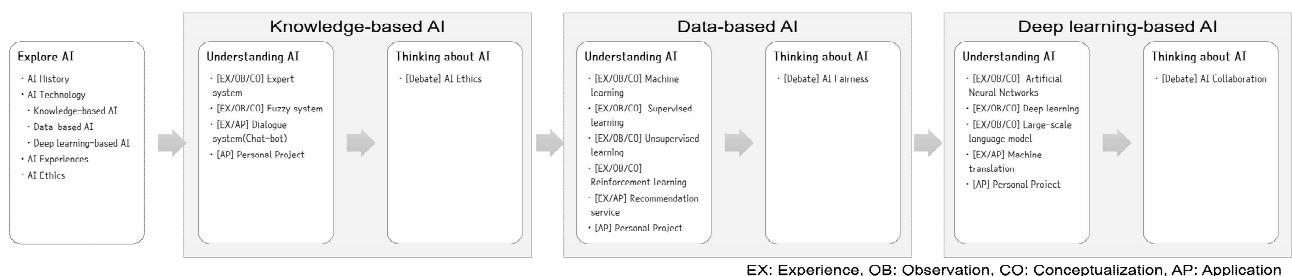 Knowledge-based AI
Data-based AI
Deep learning-based AI
Explore AI
· AI History
· AI Technology
· Knowledge-based AI
· Data-based AI
· Deep learning-based AI
· AI Experiences
· AI Ethics
Understanding AI
· [EX/OB/CO] Expert
system
· [EX/OB/CO] Fuzzy system
· [EX/AP] Dialogue
system(Chat-bot)
· [AP] Personal Project
Thinking about AI
· [Debate] AI Ethics
Understanding AI
· [EX/OB/CO] Machine
learning
· [EX/OB/CO] Supervised
learning
· [EX/OB/CO] Unsupervised
learning
· [EX/OB/CO]
Reinforcement learning
· [EX/AP] Recommendation
service
· [AP] Personal Project
Thinking about AI
· [Debate] AI Fairness
Understanding AI
· [EX/OB/CO] Artificial
Neural Networks
· [EX/OB/CO] Deep learning
· [EX/OB/CO] Large-scale
language model
· [EX/AP] Machine
translation
· [AP] Personal Project
Thinking about AI
· [Debate] AI Collaboration
EX: Experience, OB: Observation, CO: Conceptualization, AP: Application